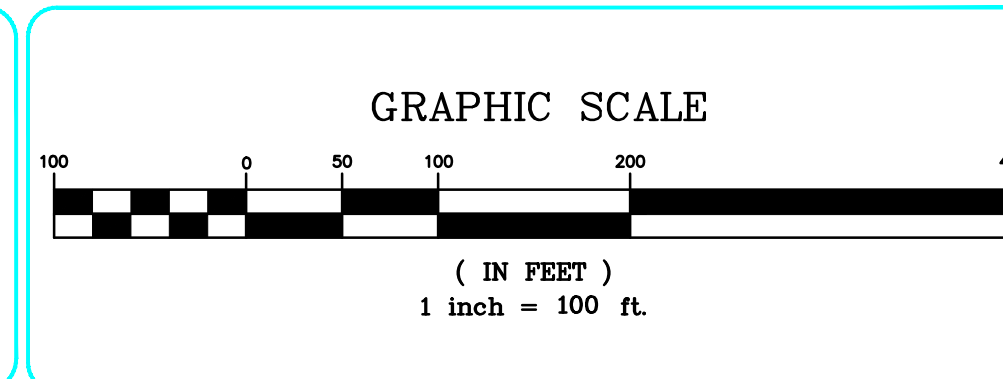 GRAPHIC SCALE
100 0 50 100 200
( IN FEET )
1 inch = 100 ft.